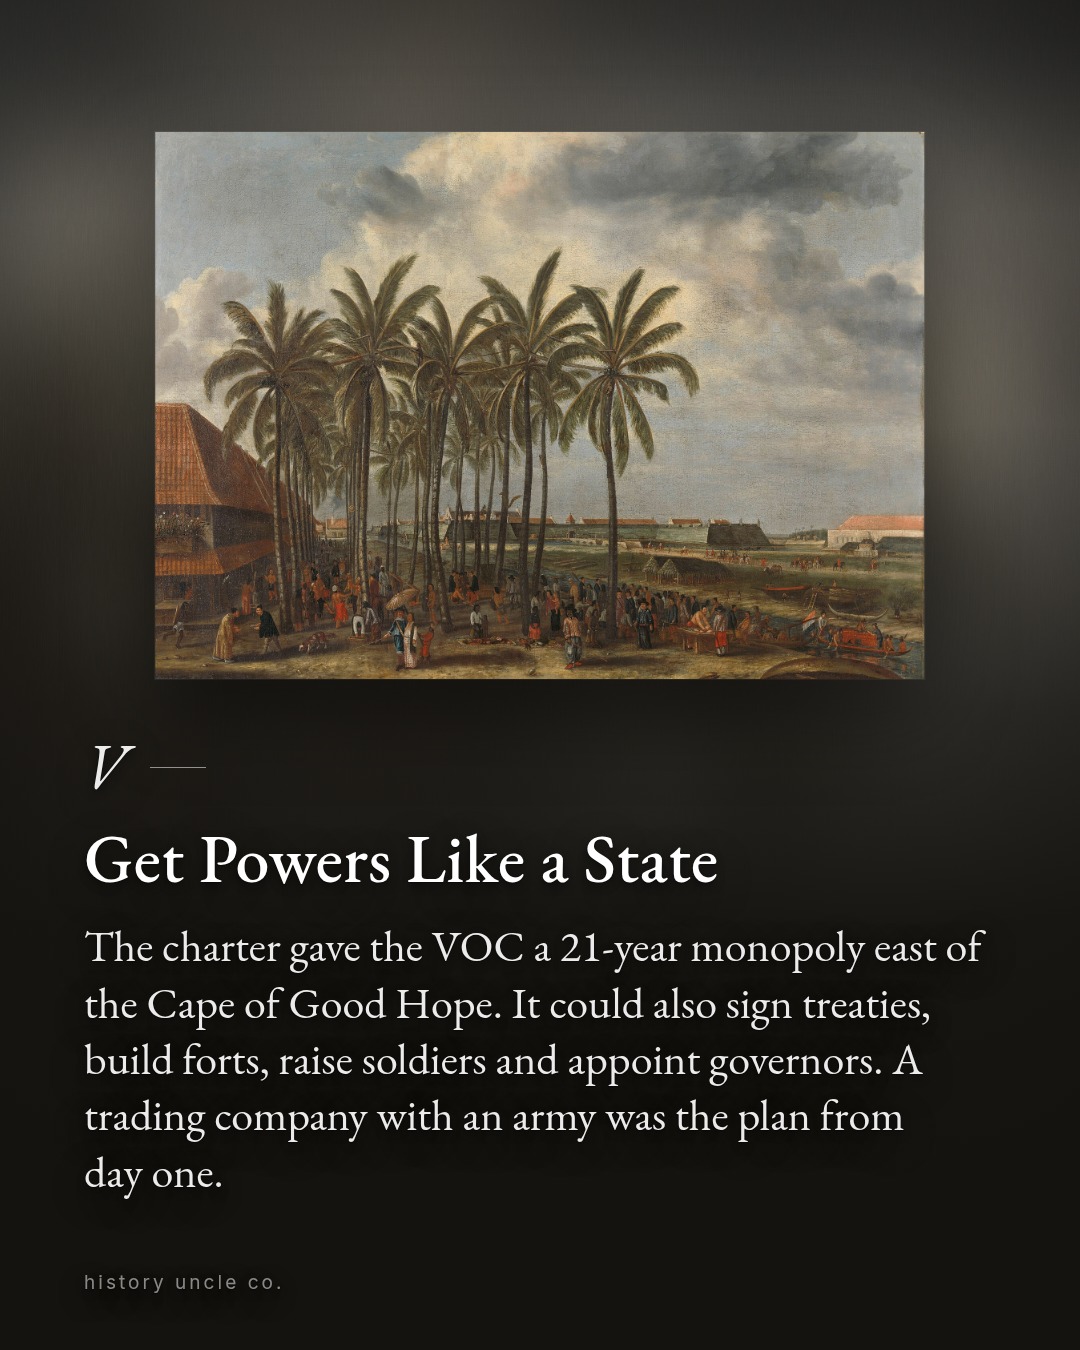 V
Get Powers Like a State
The charter gave the VOC a 21-year monopoly east of
the Cape of Good Hope. It could also sign treaties,
build forts, raise soldiers and appoint governors. A
trading company with an army was the plan from
day one.
history uncle co.